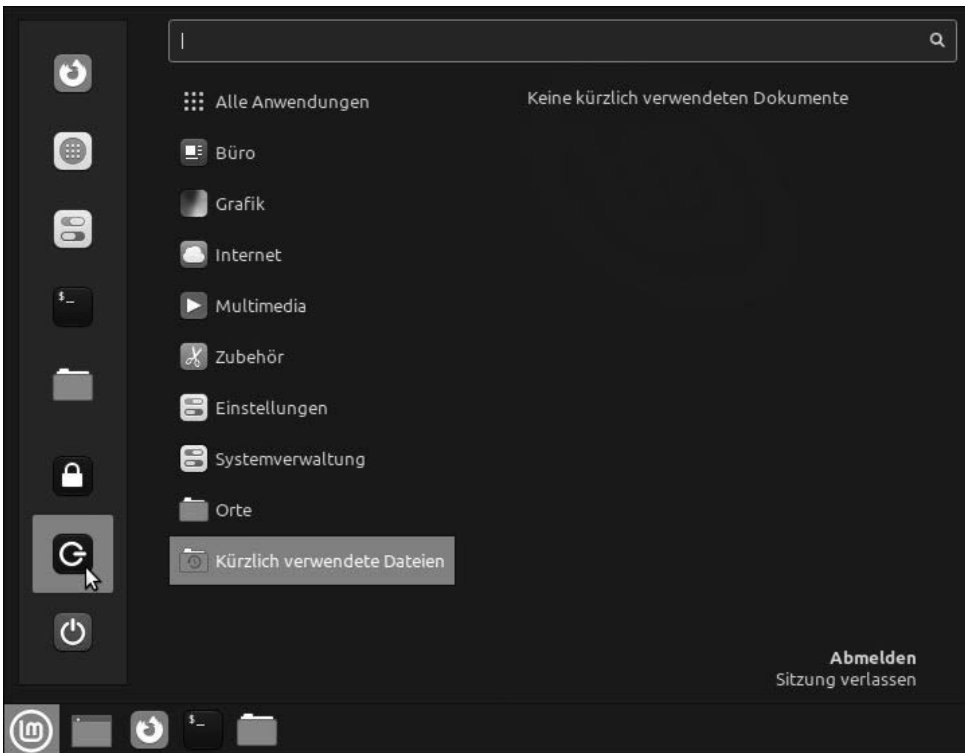 Alle Anwendungen
Büro
Grafik
Internet
Multimedia
Zubehör
Einstellungen
Systemverwaltung
Orte
Kürzlich verwendete Dateien
Keine kürzlich verwendeten Dokumente
Abmelden
Sitzung verlassen
$_
$_